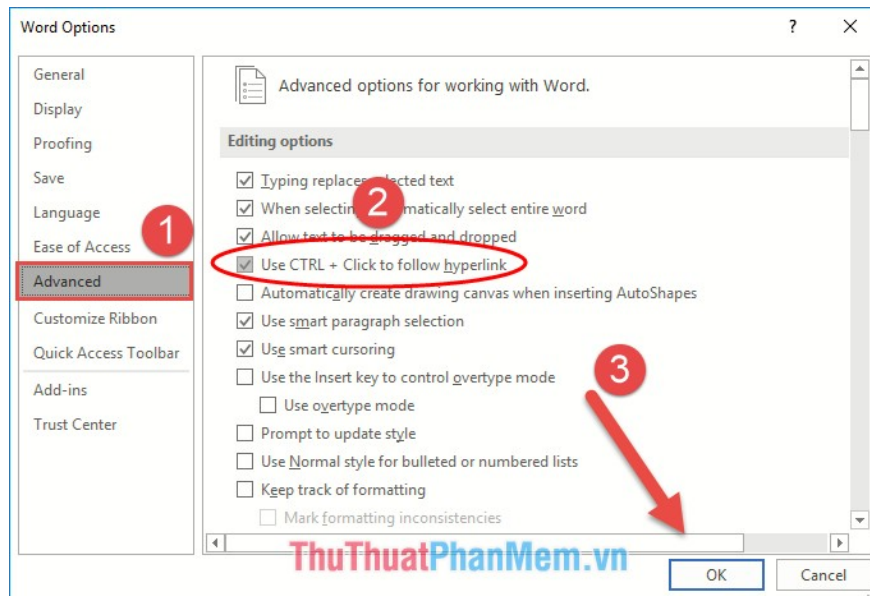 Word Options
General
Display
Proofing
Save
Language
Ease of Access
1
Advanced
Customize Ribbon
Quick Access Toolbar
Add-ins
Trust Center
Advanced options for working with Word.
Editing options
Typing replaces selected text
2
When selecting matically select entire word
Allow text to be dragged and dropped
Use CTRL + Click to follow hyperlink
Automatically create drawing canvas when inserting AutoShapes
Use smart paragraph selection
Use smart cursoring
Use the Insert key to control overtype mode
3
Use overtype mode
Prompt to update style
Use Normal style for bulleted or numbered lists
Keep track of formatting
Mark formatting inconsistencies
ThuThuatPhanMem.vn
OK
Cancel